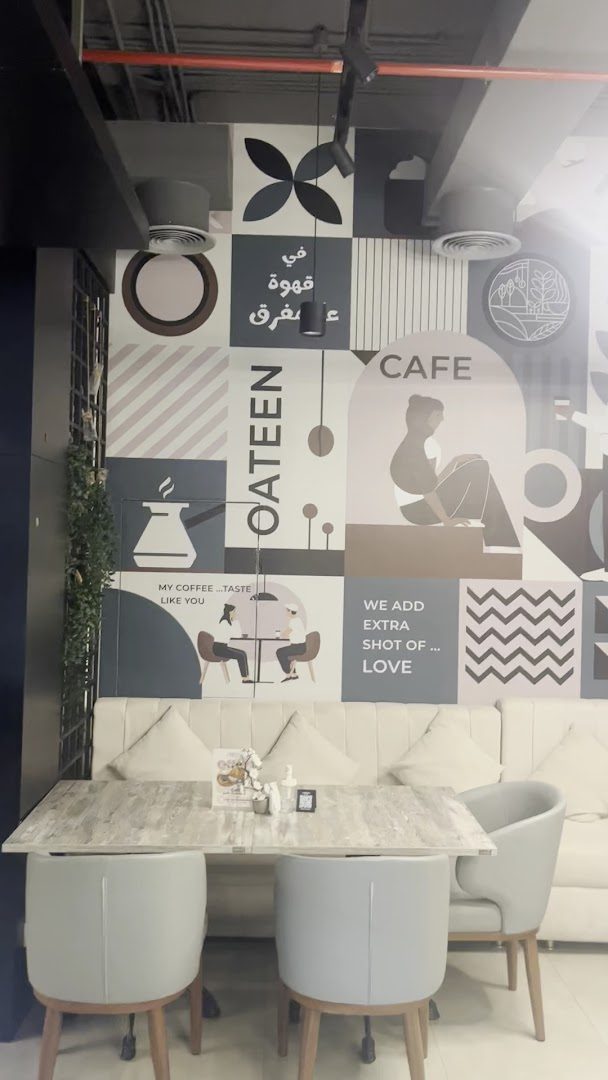 في
قهوة
OATEEN
CAFE
MY COFFEE ...TASTE
LIKE YOU
WE ADD
EXTRA
SHOT OF ...
LOVE